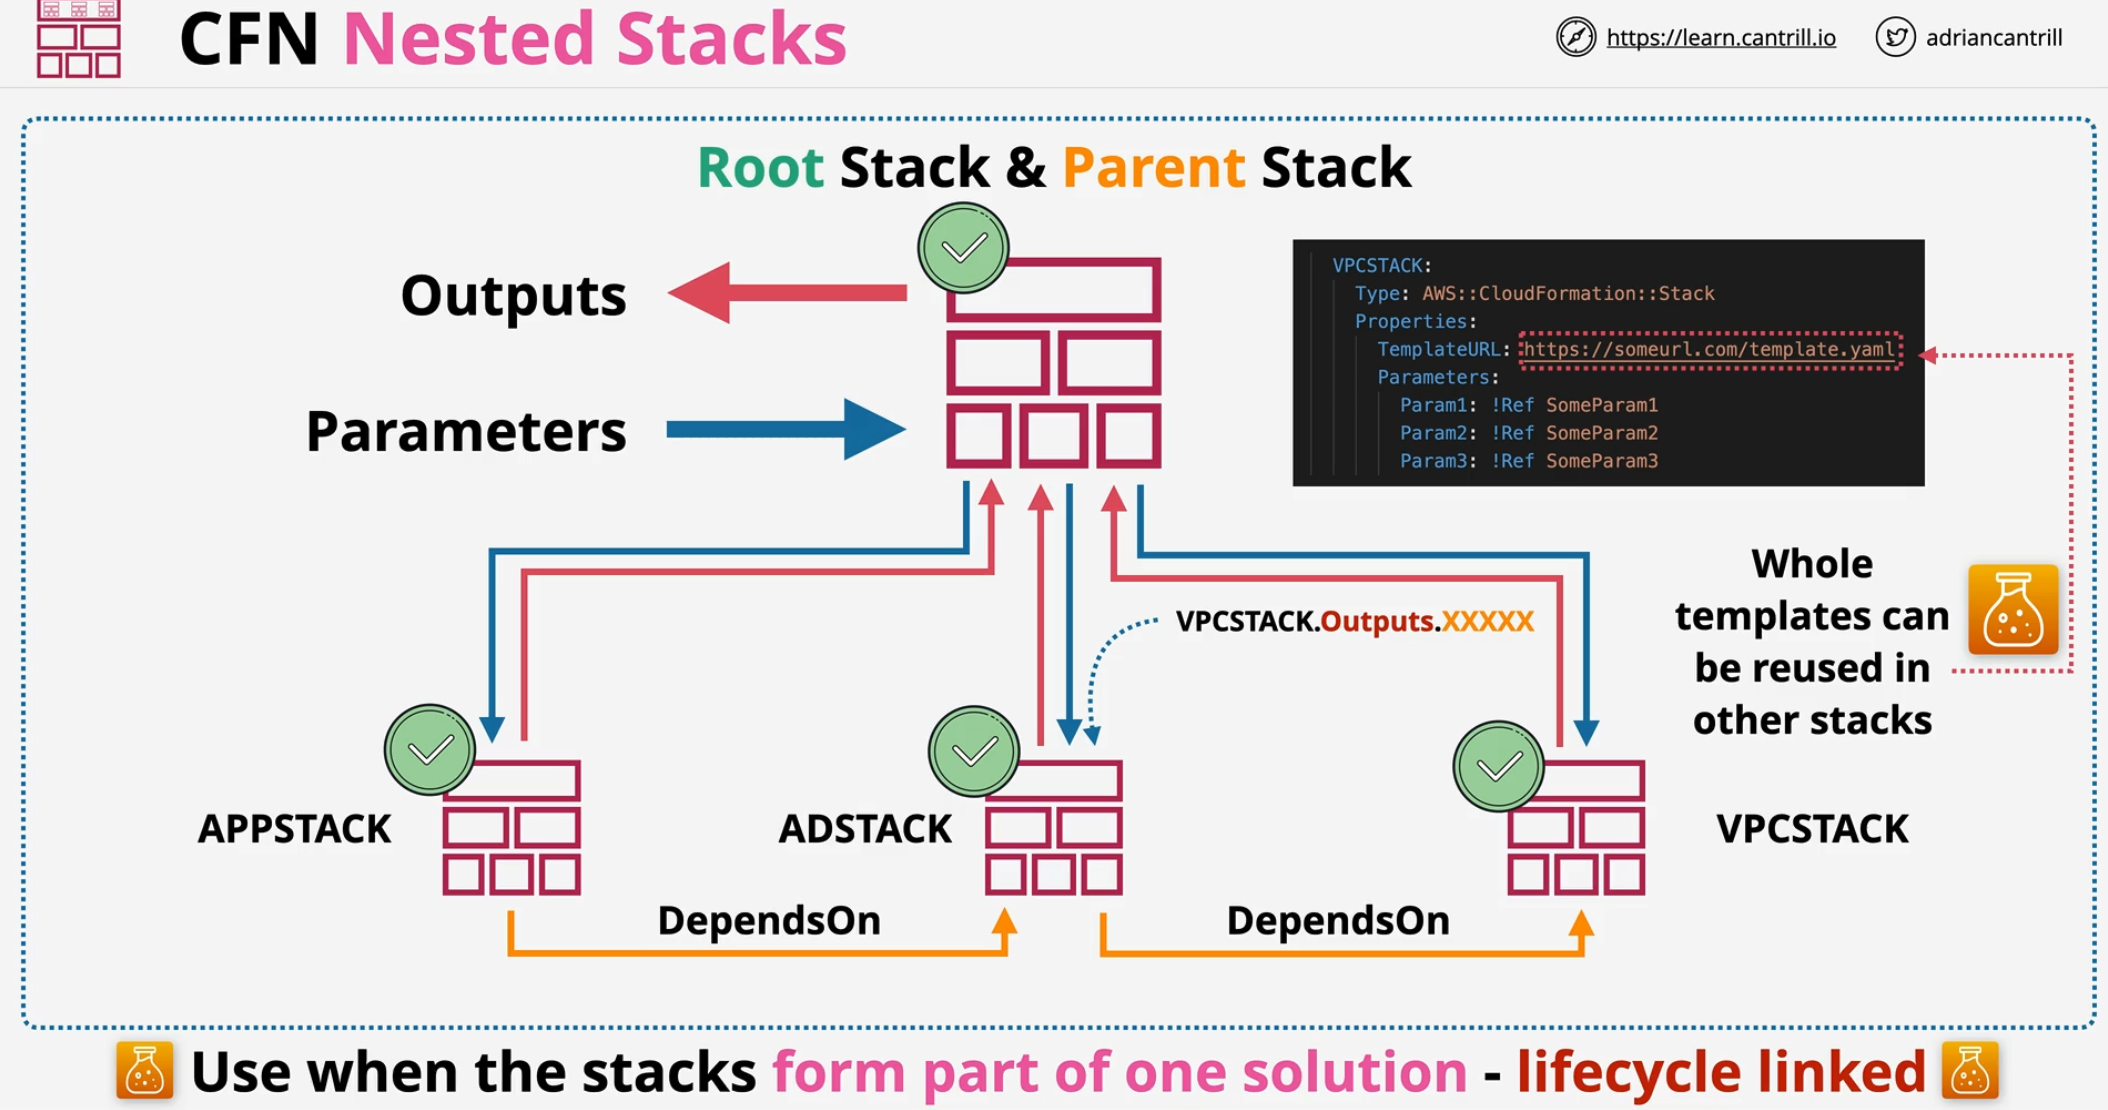 CFN Nested Stacks
https://learn.cantrill.io
adriancantrill
Root Stack & Parent Stack
Outputs
Parameters
VPCSTACK:
Type: AWS::CloudFormation::Stack
Properties:
TemplateURL: https://someurl.com/template.yaml
Parameters:
Param1: !Ref SomeParam1
Param2: !Ref SomeParam2
Param3: !Ref SomeParam3
VPCSTACK.Outputs.XXXXX
Whole
templates can
be reused in
other stacks
APPSTACK
ADSTACK
VPCSTACK
DependsOn
DependsOn
Use when the stacks form part of one solution - lifecycle linked